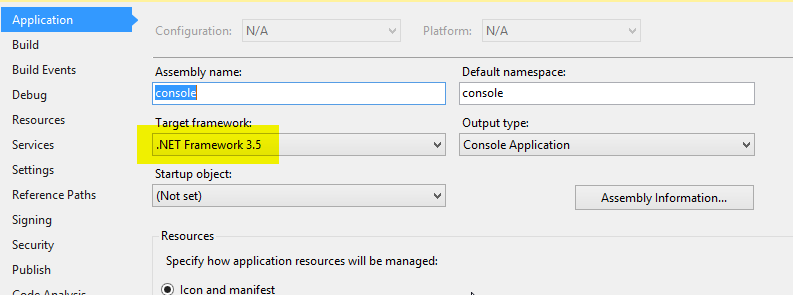 Application
Build
Build Events
Debug
Resources
Services
Settings
Reference Paths
Signing
Security
Publish
Code Analysis
Configuration: N/A Platform: N/A
Assembly name: Default namespace:
console console
Target framework: Output type:
.NET Framework 3.5 Console Application
Startup object:
(Not set) Assembly Information...
Resources
Specify how application resources will be managed:
Icon and manifest